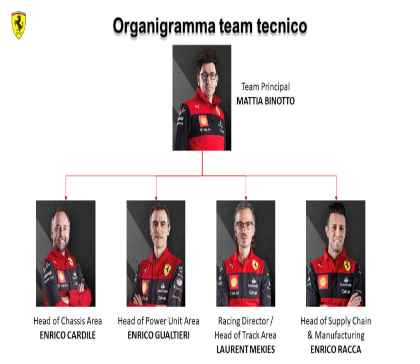 Organigramma team tecnico
Team Principal
MATTIA BINOTTO
Head of Chassis Area
ENRICO CARDILE
Head of Power Unit Area
ENRICO GUALTIERI
Racing Director /
Head of Track Area
LAURENT MEKIES
Head of Supply Chain
& Manufacturing
ENRICO RACCA